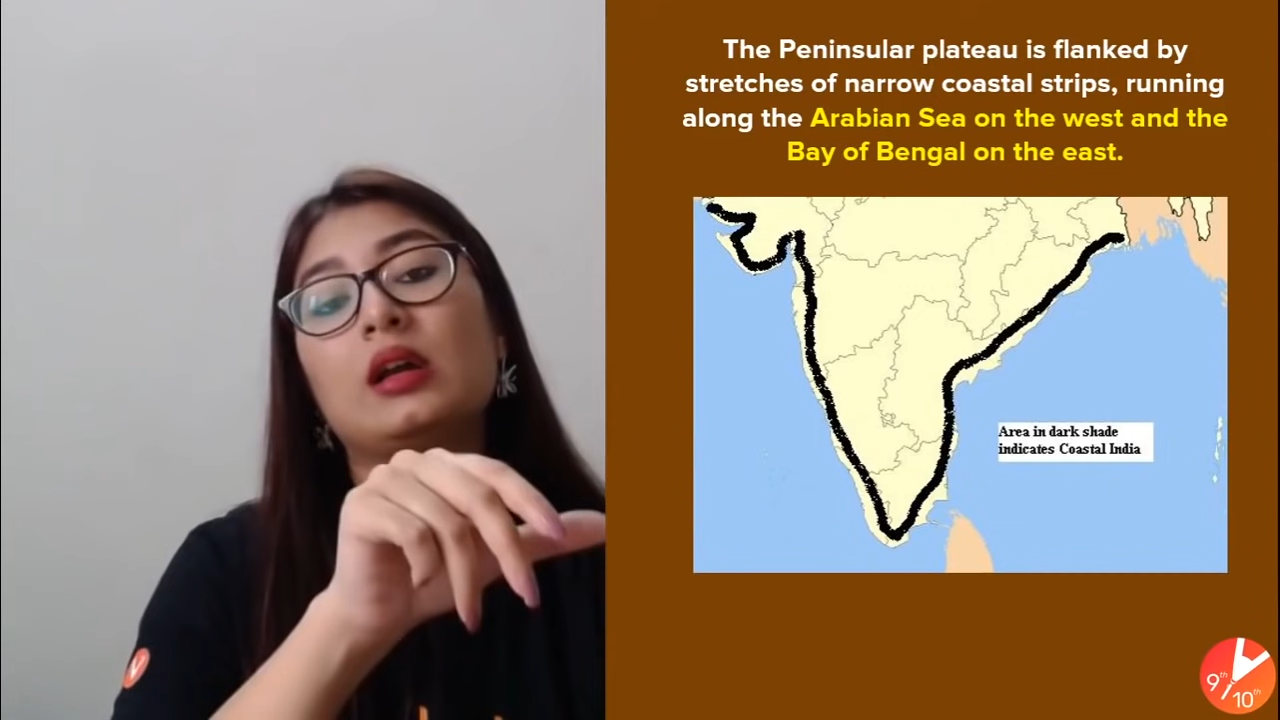 The Peninsular plateau is flanked by
stretches of narrow coastal strips, running
along the Arabian Sea on the west and the
Bay of Bengal on the east.
Area in dark shade
indicates Coastal India
9th
10th